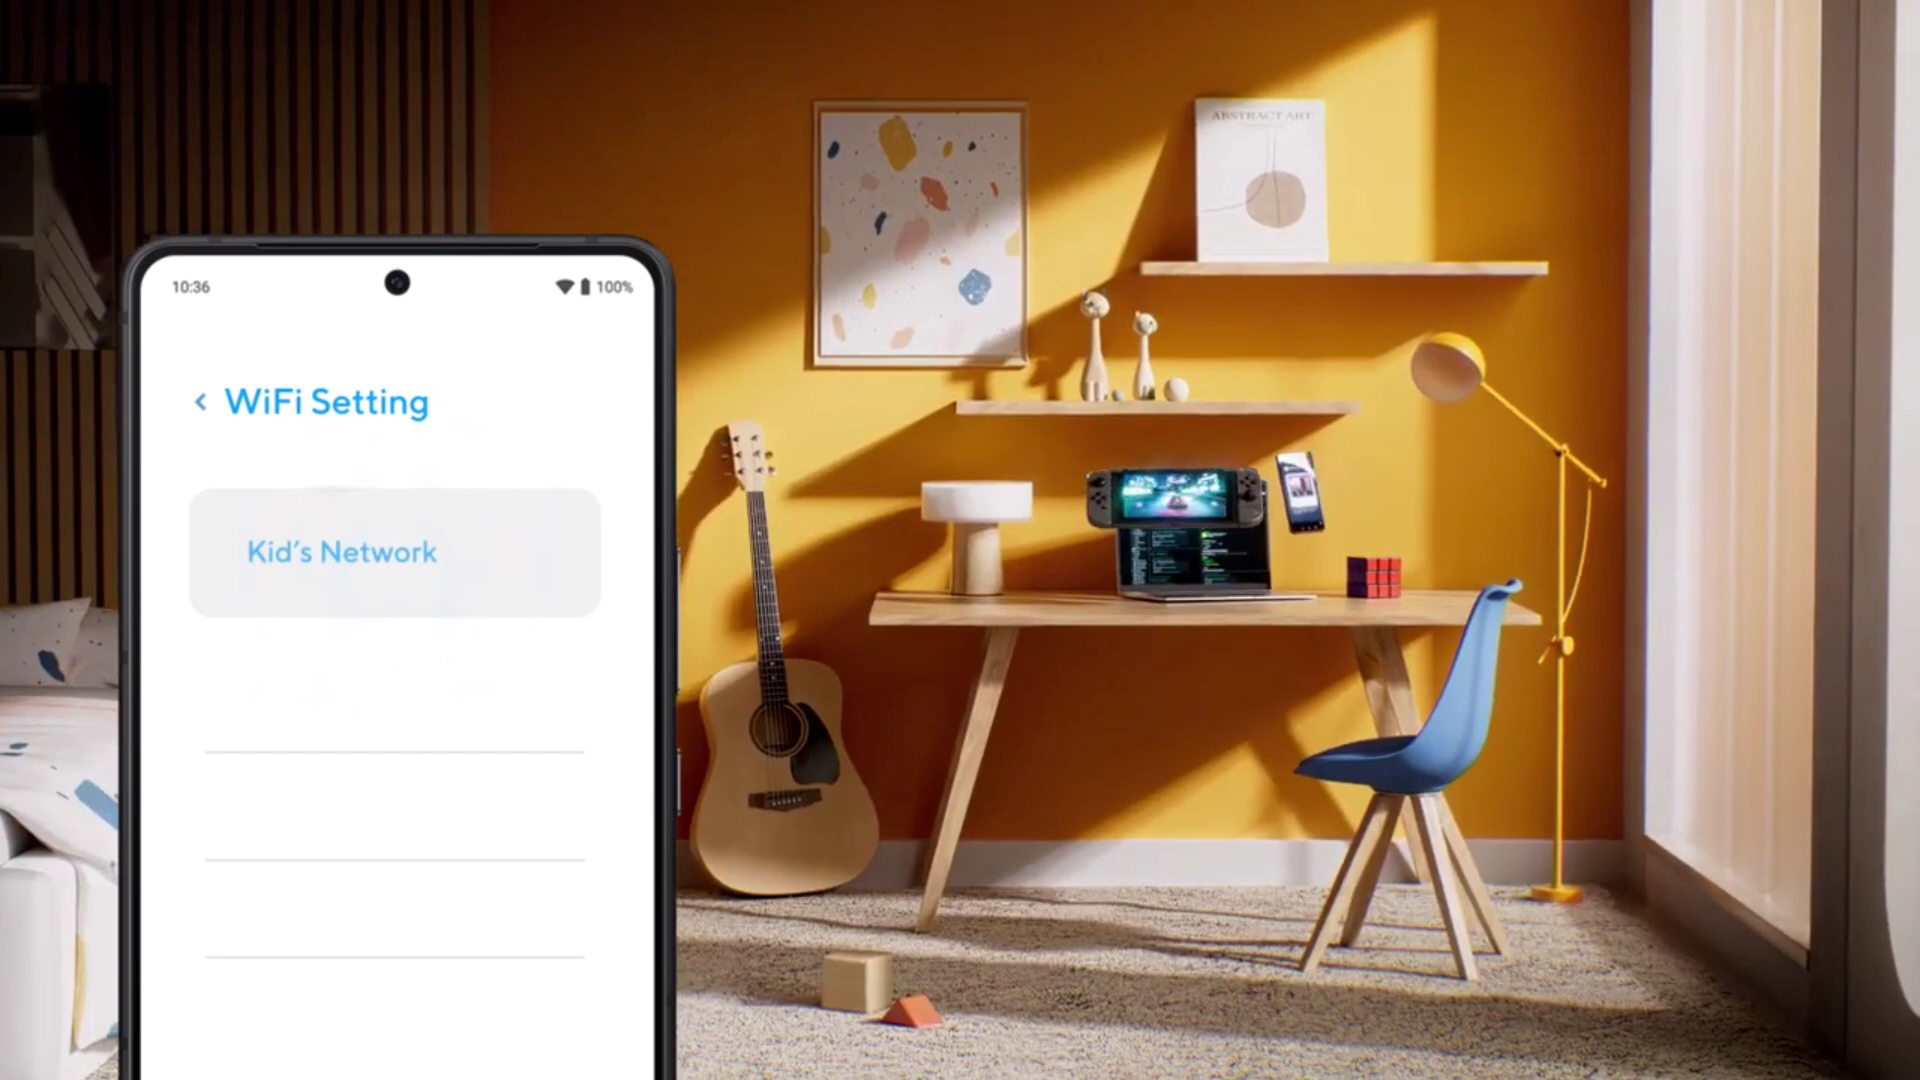 10:36
100%
WiFi Setting
Kid's Network
ABSTRACT ART